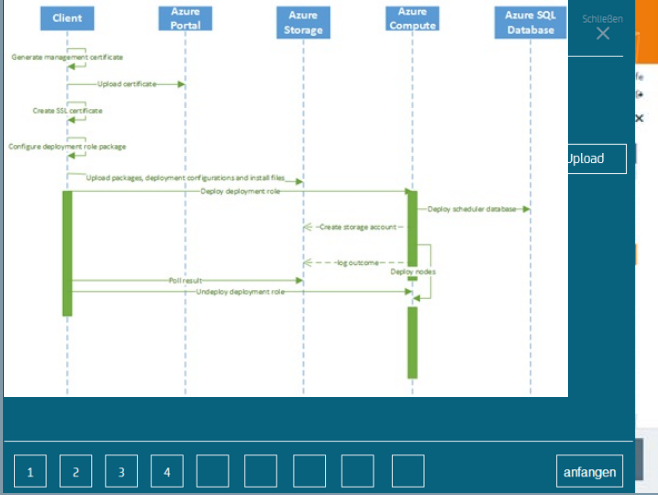 Client
Azure
Portal
Azure
Storage
Azure
Compute
Azure SQL
Database
Schließen
Generate management certificate
Upload certificate
Create SSL certificate
Configure deployment role package
Upload packages, deployment configurations and install files
Deploy deployment role
Deploy scheduler database
Create storage account
log outcome
Deploy nodes
Poll result
Undeploy deployment role
Upload
1
2
3
4
anfangen